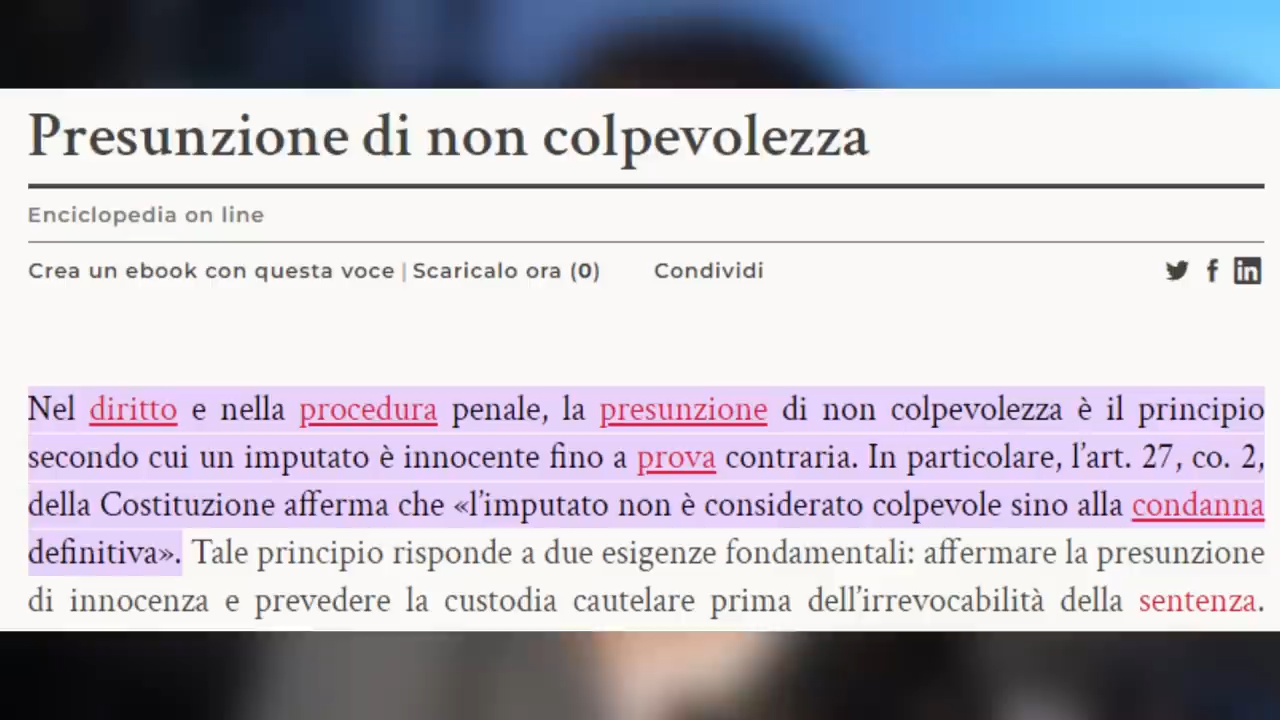 Presunzione di non colpevolezza
Enciclopedia on line
Crea un ebook con questa voce | Scaricalo ora (0) Condividi
Nel diritto e nella procedura penale, la presunzione di non colpevolezza è il principio
secondo cui un imputato è innocente fino a prova contraria. In particolare, l’art. 27, co. 2,
della Costituzione afferma che «l’imputato non è considerato colpevole sino alla condanna
definitiva». Tale principio risponde a due esigenze fondamentali: affermare la presunzione
di innocenza e prevedere la custodia cautelare prima dell’irrevocabilità della sentenza.